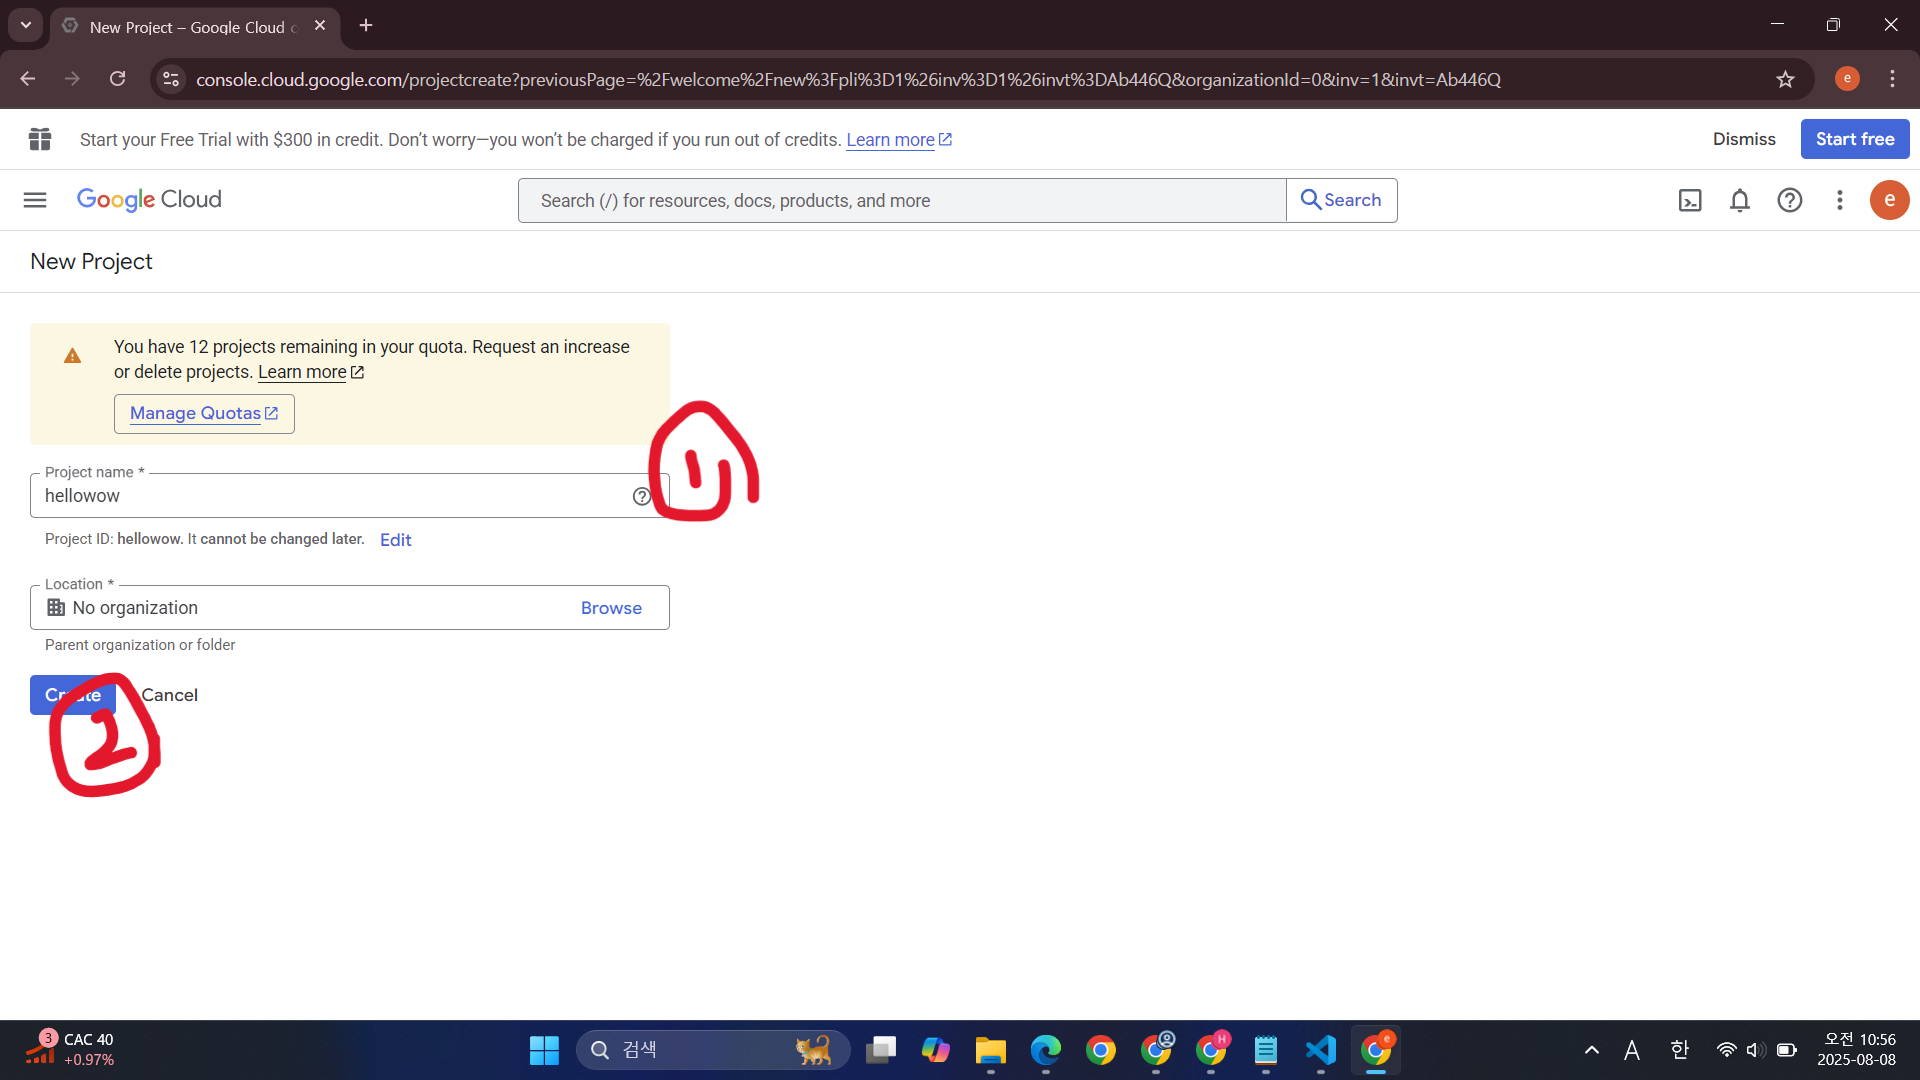 New Project – Google Cloud c
console.cloud.google.com/projectcreate?previousPage=%2Fwelcome%2Fnew%3Fpli%3D1%26inv%3D1%26invt%3DAb446Q&organizationId=0&inv=1&invt=Ab446Q
e
Start your Free Trial with $300 in credit. Don’t worry—you won’t be charged if you run out of credits. Learn more
Dismiss
Start free
Google Cloud
Search (/) for resources, docs, products, and more
Search
e
New Project
You have 12 projects remaining in your quota. Request an increase
or delete projects. Learn more
Manage Quotas
Project name *
hellowow
Project ID: hellowow. It cannot be changed later. Edit
Location *
No organization
Browse
Parent organization or folder
Create
Cancel
2
3
CAC 40
+0.97%
검색
H
e
A
한
오전 10:56
2025-08-08